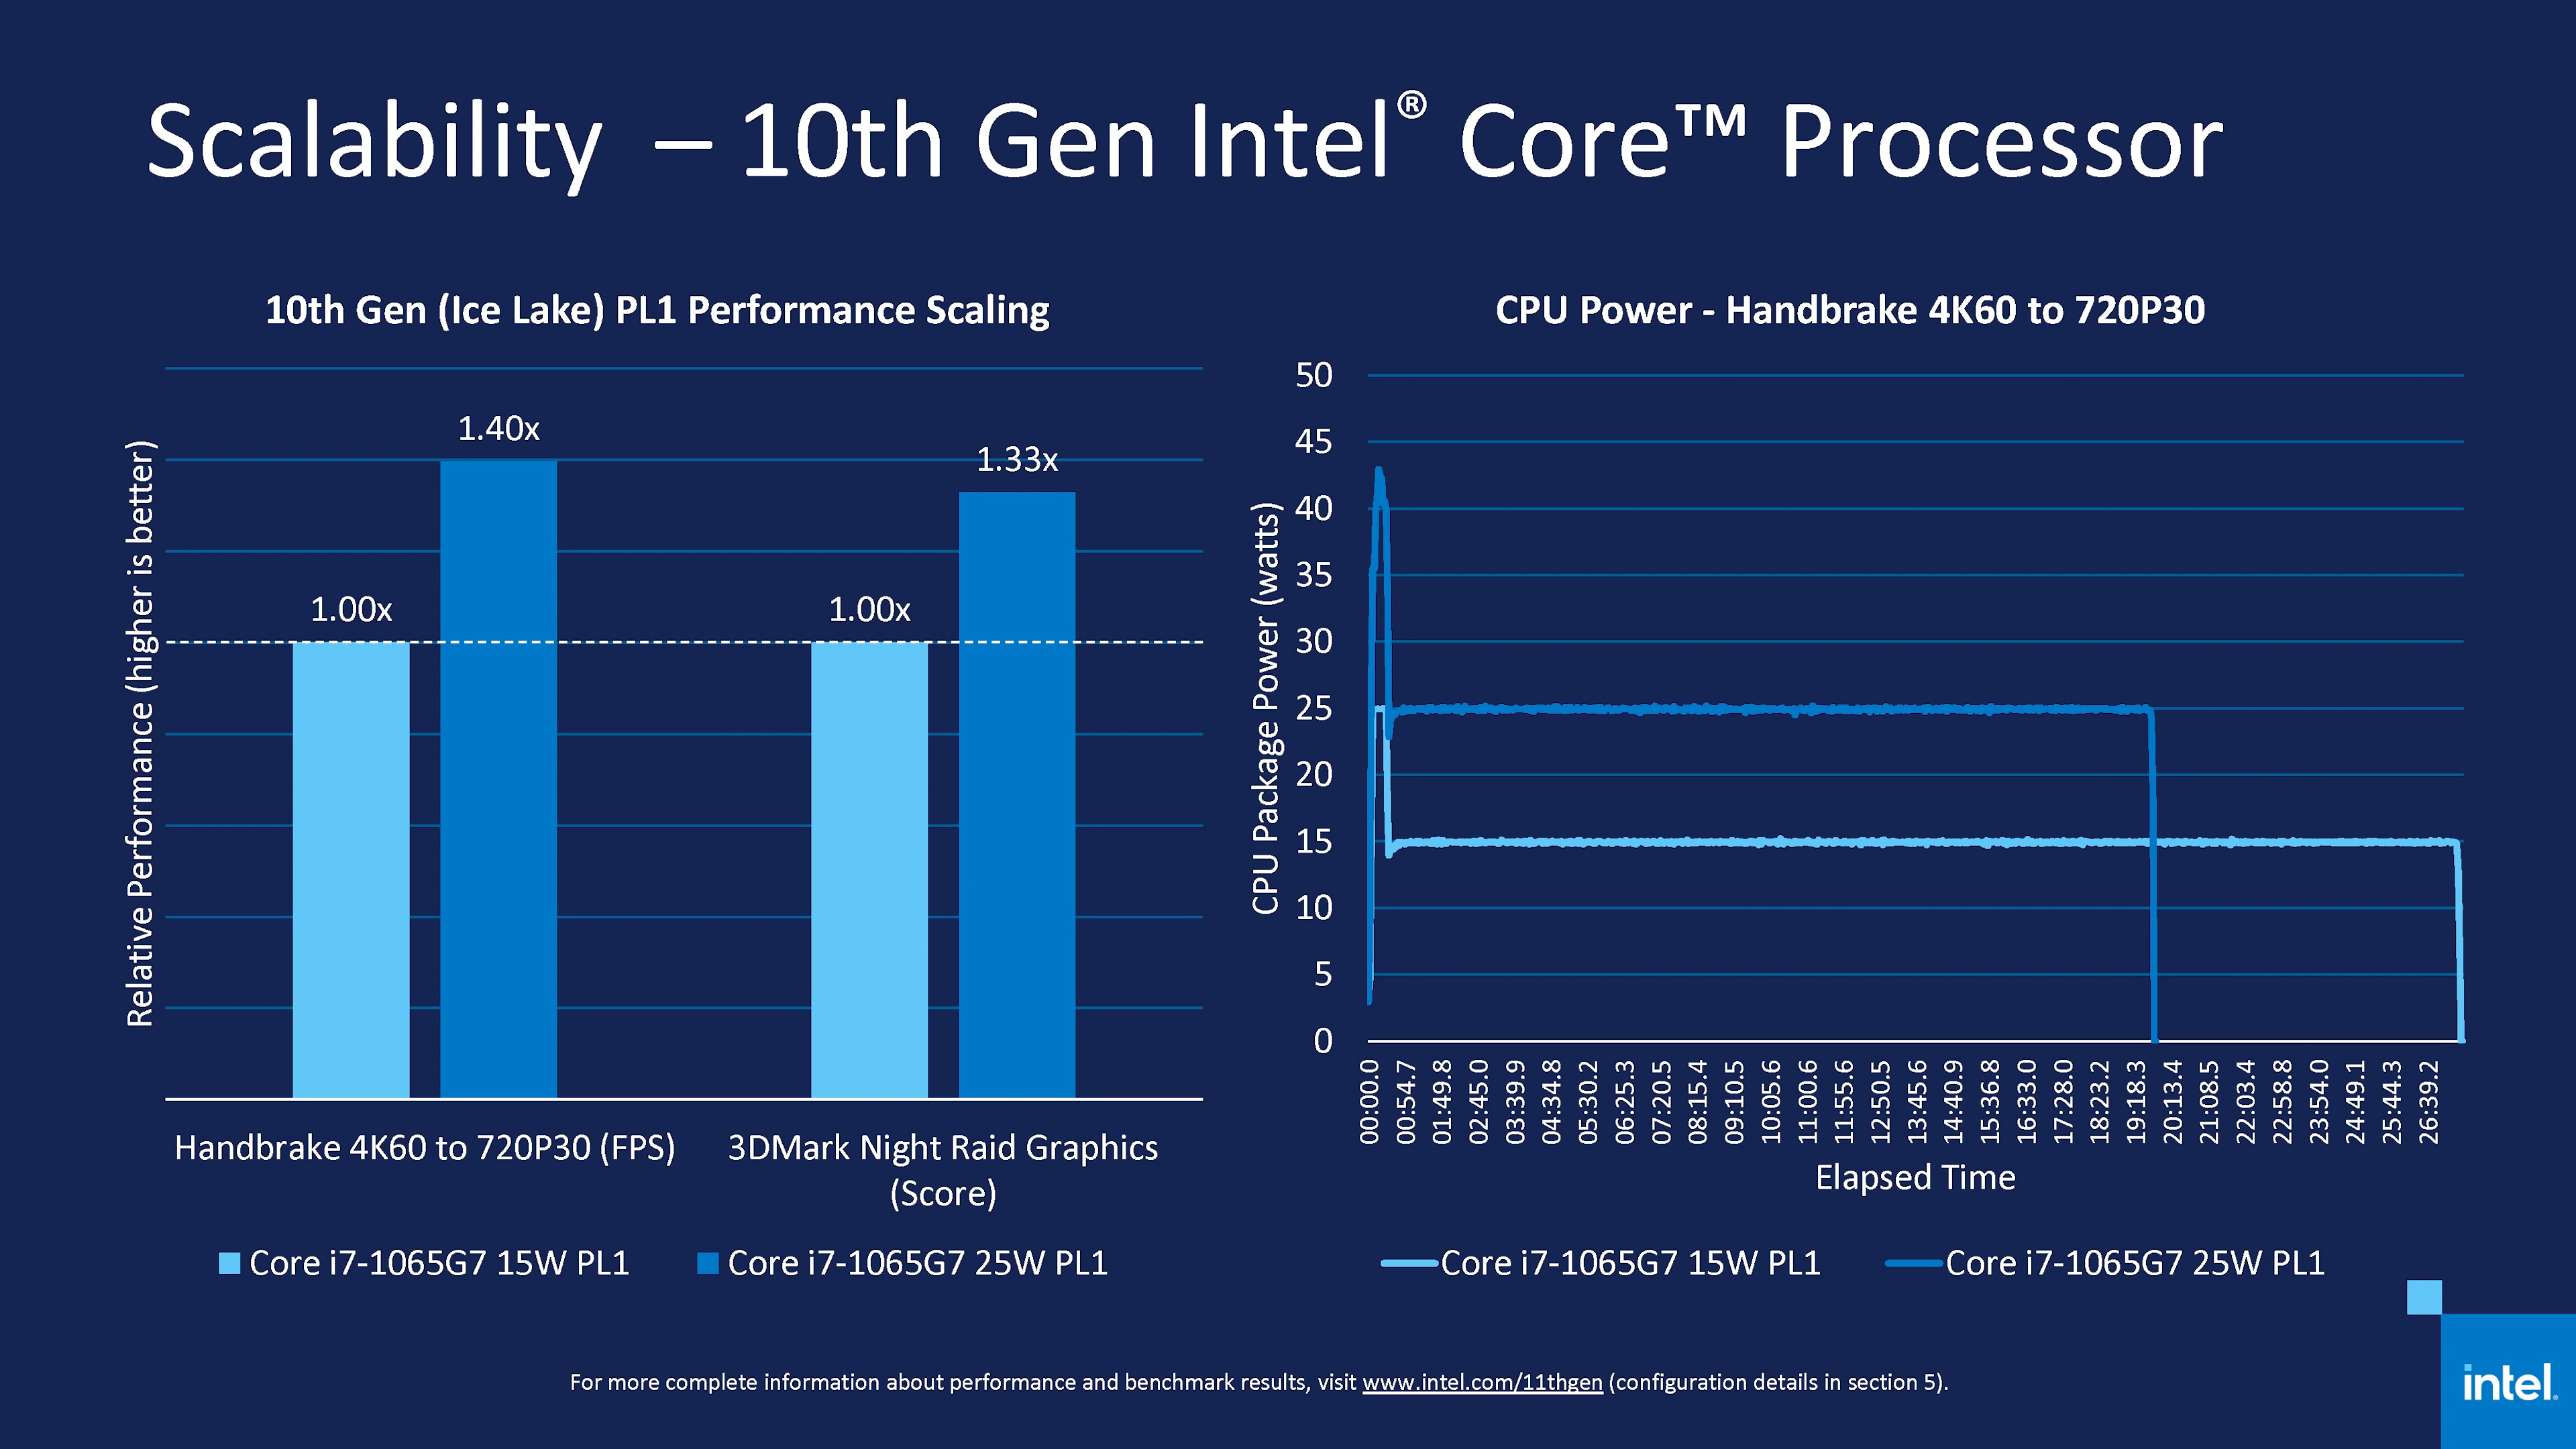 Scalability – 10th Gen Intel® Core™ Processor
10th Gen (Ice Lake) PL1 Performance Scaling
Relative Performance (higher is better)
1.00x
1.40x
1.00x
1.33x
Handbrake 4K60 to 720P30 (FPS)
3DMark Night Raid Graphics
(Score)
Core i7-1065G7 15W PL1
Core i7-1065G7 25W PL1
CPU Power - Handbrake 4K60 to 720P30
CPU Package Power (watts)
50
45
40
35
30
25
20
15
10
5
0
00:00.0
00:54.7
01:49.8
02:45.0
03:39.9
04:34.8
05:30.2
06:25.3
07:20.5
08:15.4
09:10.5
10:05.6
11:00.6
11:55.6
12:50.5
13:45.6
14:40.9
15:36.8
16:33.0
17:28.0
18:23.2
19:18.3
20:13.4
21:08.5
22:03.4
22:58.8
23:54.0
24:49.1
25:44.3
26:39.2
Elapsed Time
Core i7-1065G7 15W PL1
Core i7-1065G7 25W PL1
For more complete information about performance and benchmark results, visit www.intel.com/11thgen (configuration details in section 5).
intel.